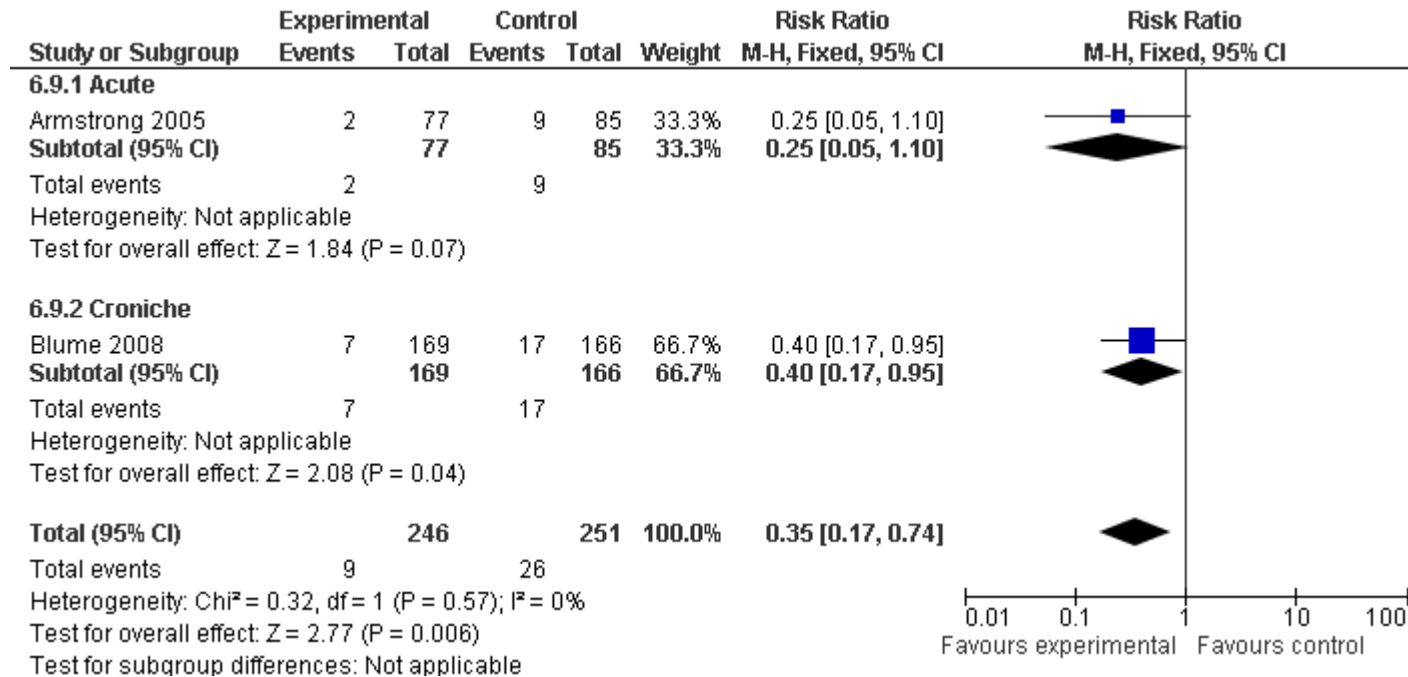 Experimental Control Risk Ratio Risk Ratio
Study or Subgroup Events Total Events Total Weight M-H, Fixed, 95% CI M-H, Fixed, 95% CI
6.9.1 Acute
Armstrong 2005 2 77 9 85 33.3% 0.25 [0.05, 1.10]
Subtotal (95% CI) 77 85 33.3% 0.25 [0.05, 1.10]
Total events 2 9
Heterogeneity: Not applicable
Test for overall effect: Z = 1.84 (P = 0.07)
6.9.2 Croniche
Blume 2008 7 169 17 166 66.7% 0.40 [0.17, 0.95]
Subtotal (95% CI) 169 166 66.7% 0.40 [0.17, 0.95]
Total events 7 17
Heterogeneity: Not applicable
Test for overall effect: Z = 2.08 (P = 0.04)
Total (95% CI) 246 251 100.0% 0.35 [0.17, 0.74]
Total events 9 26
Heterogeneity: Chi² = 0.32, df = 1 (P = 0.57); I² = 0%
Test for overall effect: Z = 2.77 (P = 0.006)
Test for subgroup differences: Not applicable
0.01 0.1 1 10 100
Favours experimental Favours control